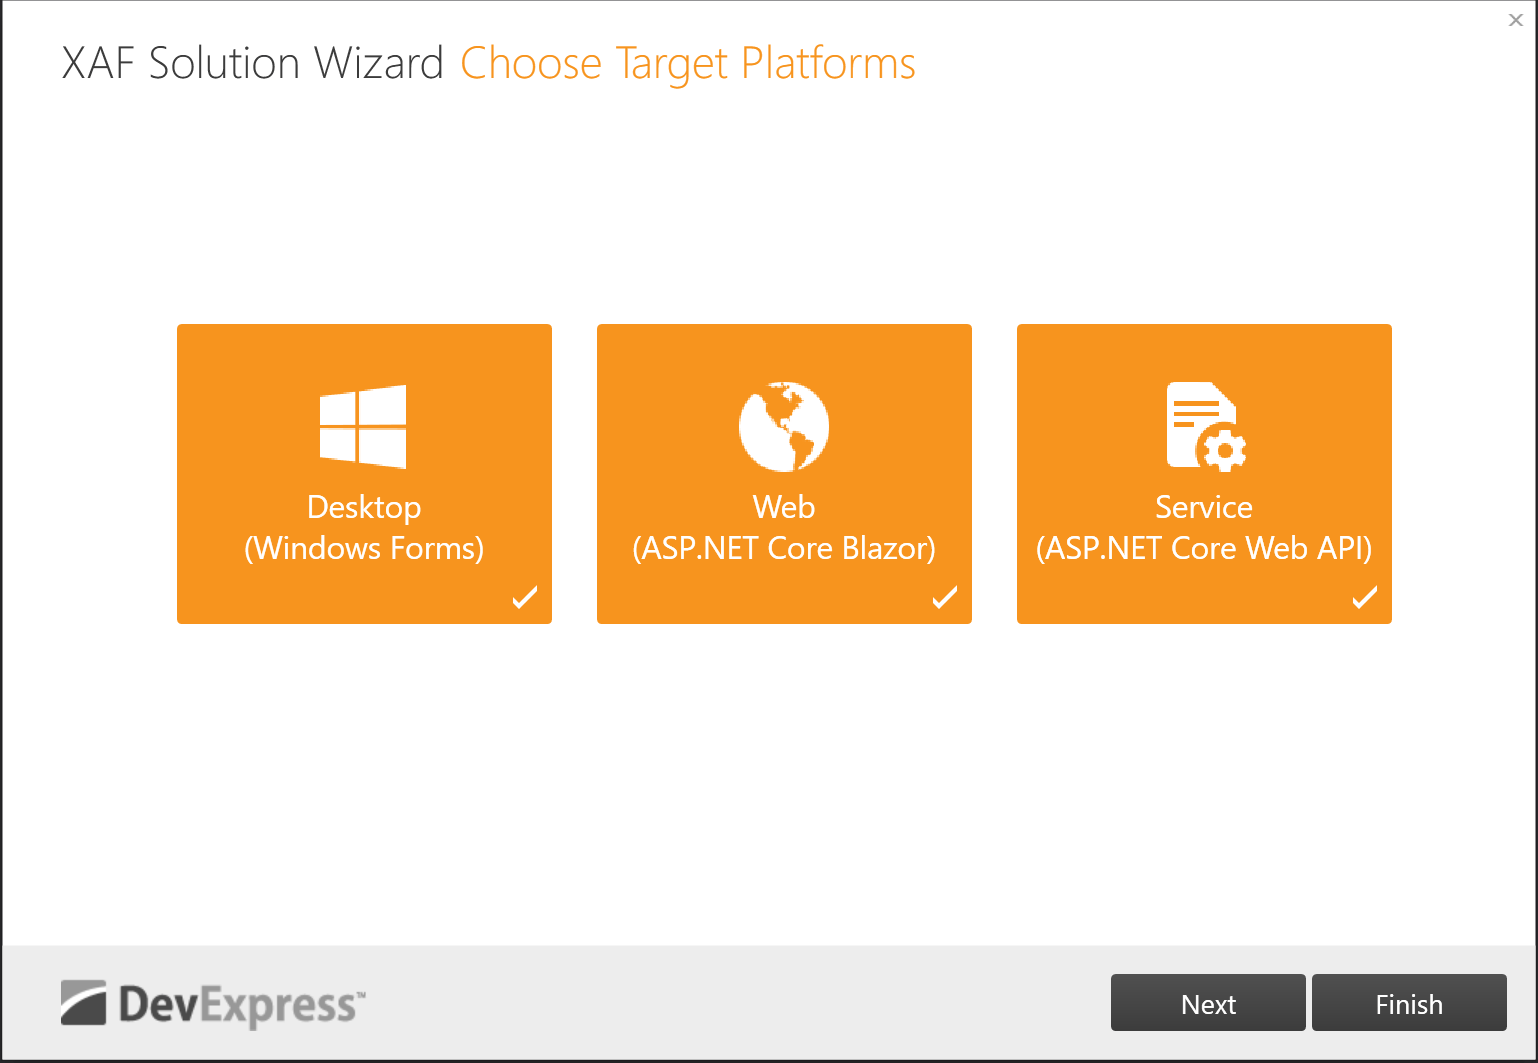 XAF Solution Wizard Choose Target Platforms
Desktop
(Windows Forms)
Web
(ASP.NET Core Blazor)
Service
(ASP.NET Core Web API)
DevExpress™
Next
Finish